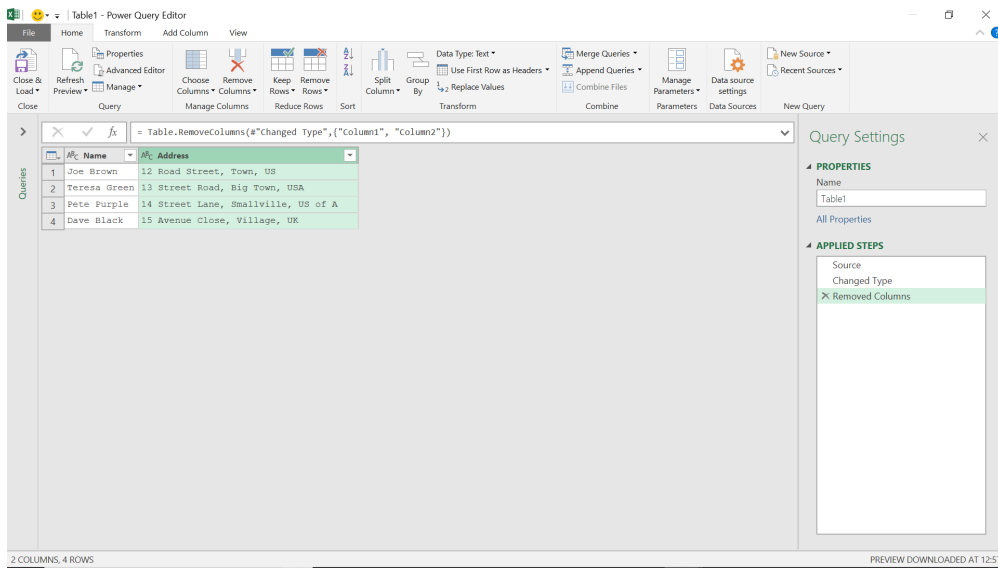 Table1 - Power Query Editor
File Home Transform Add Column View
Close & Load
Close
Refresh Preview
Properties
Advanced Editor
Manage
Query
Choose Columns
Remove Columns
Manage Columns
Keep Rows
Remove Rows
Reduce Rows
Sort
Split Column
Group By
Data Type: Text
Use First Row as Headers
Replace Values
Transform
Merge Queries
Append Queries
Combine Files
Combine
Manage Parameters
Parameters
Data source settings
Data Sources
New Source
Recent Sources
New Query
fx = Table.RemoveColumns(#"Changed Type",{"Column1", "Column2"})
Queries
ABC Name ABC Address
1 Joe Brown 12 Road Street, Town, US
2 Teresa Green 13 Street Road, Big Town, USA
3 Pete Purple 14 Street Lane, Smallville, US of A
4 Dave Black 15 Avenue Close, Village, UK
Query Settings
PROPERTIES
Name
Table1
All Properties
APPLIED STEPS
Source
Changed Type
Removed Columns
2 COLUMNS, 4 ROWS
PREVIEW DOWNLOADED AT 12:5